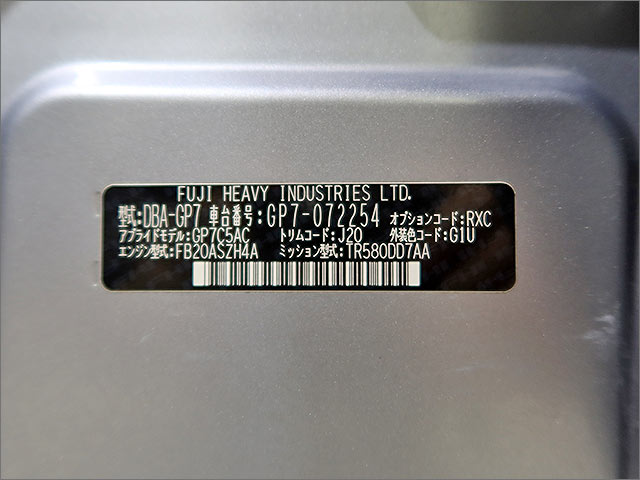 FUJI HEAVY INDUSTRIES LTD.
型式:DBA-GP7 車台番号:GP7-072254 オプションコード:RXC
アプライドモデル:GP7C5AC トリムコード:J20 外装色コード:G1U
エンジン型式:FB20ASZH4A ミッション型式:TR580DD7AA